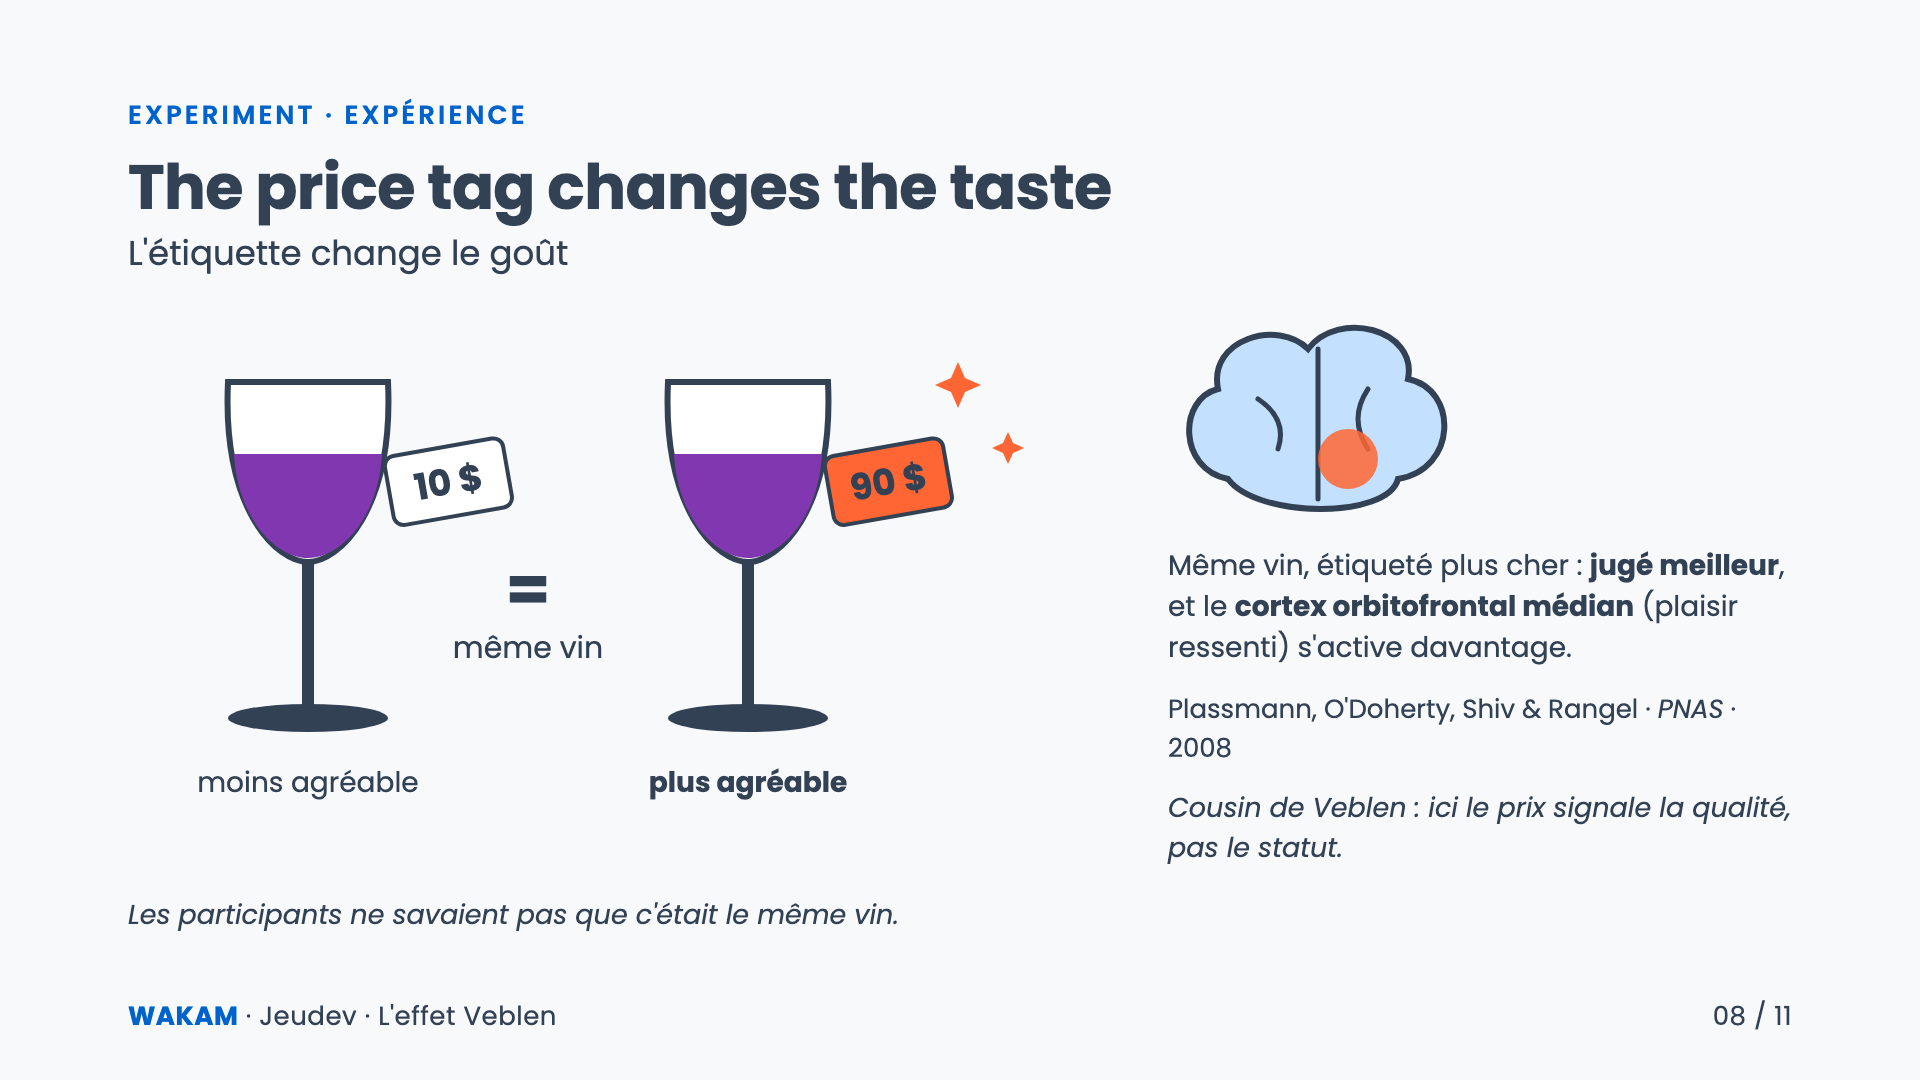 EXPERIMENT · EXPÉRIENCE
The price tag changes the taste
L'étiquette change le goût
10 $
90 $
=
même vin
moins agréable
plus agréable
Les participants ne savaient pas que c'était le même vin.
Même vin, étiqueté plus cher : jugé meilleur,
et le cortex orbitofrontal médian (plaisir
ressenti) s'active davantage.
Plassmann, O'Doherty, Shiv & Rangel · PNAS ·
2008
Cousin de Veblen : ici le prix signale la qualité,
pas le statut.
WAKAM · Jeudev · L'effet Veblen
08 / 11